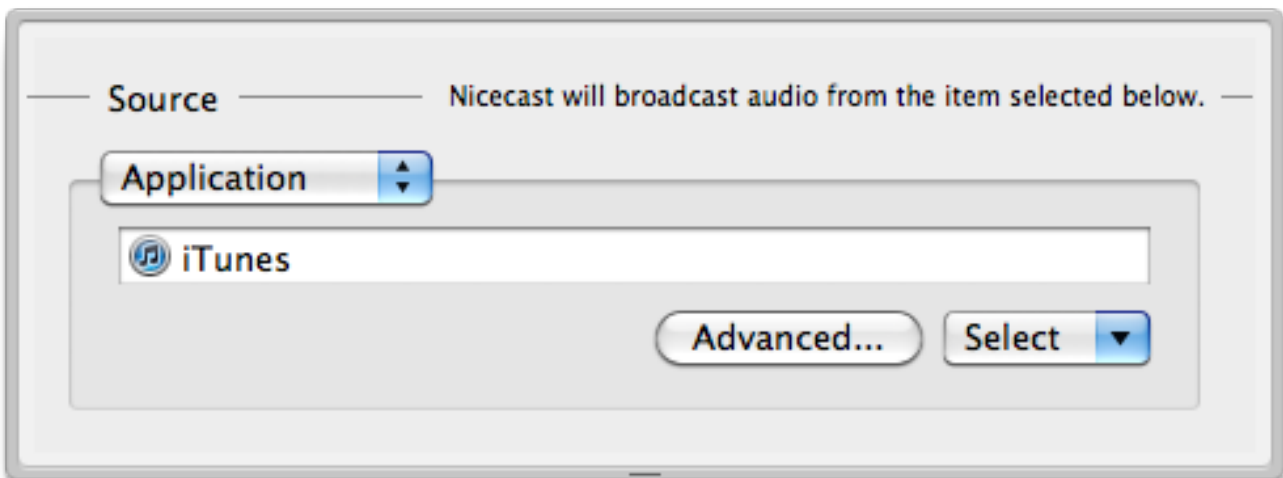 Source
Nicecast will broadcast audio from the item selected below.
Application
iTunes
Advanced...
Select